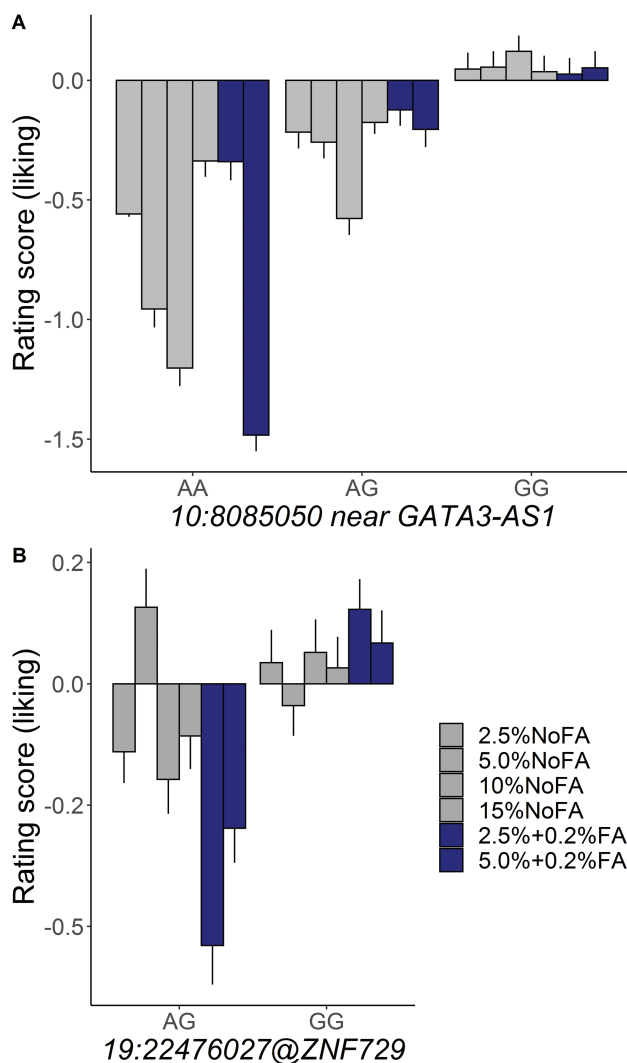 A
Rating score (liking)
0.0
-0.5
-1.0
-1.5
AA AG GG
10:8085050 near GATA3-AS1
B
Rating score (liking)
0.2
0.0
-0.2
-0.5
AG GG
19:22476027@ZNF729
2.5%NoFA
5.0%NoFA
10%NoFA
15%NoFA
2.5%+0.2%FA
5.0%+0.2%FA